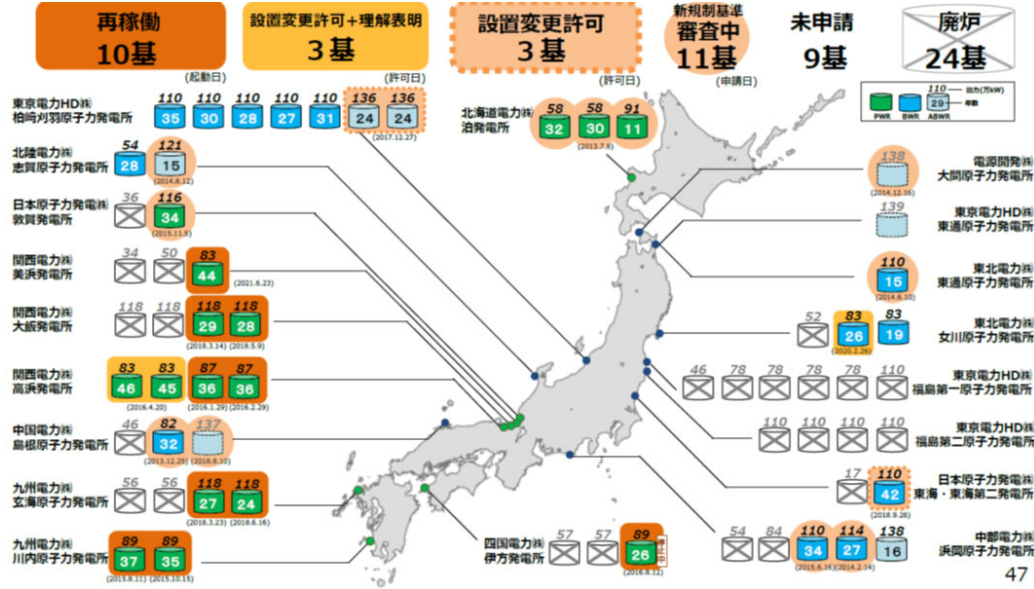 再稼働
10基
(起動日)
設置変更許可+理解表明
3基
(許可日)
設置変更許可
3基
(許可日)
新規制基準
審査中
11基
(申請日)
未申請
9基
廃炉
24基
110 出力(万kW)
29 年数
PWR BWR ABWR
東京電力HD㈱
柏崎刈羽原子力発電所
110 110 110 110 110 136 136
35 30 28 27 31 24 24
(2017.12.27)
北海道電力㈱
泊発電所
58 58 91
32 30 11
(2013.7.8)
北陸電力㈱
志賀原子力発電所
54 121
28 15
(2014.8.12)
日本原子力発電㈱
敦賀発電所
36 116
34
(2015.11.5)
関西電力㈱
美浜発電所
34 50 83
44
(2021.6.23)
関西電力㈱
大飯発電所
118 118 118 118
29 28
(2018.3.14) (2018.5.9)
関西電力㈱
高浜発電所
83 83 87 87
46 45 36 36
(2016.4.20) (2016.1.29) (2016.2.29)
中国電力㈱
島根原子力発電所
46 82 137
32
(2013.12.25) (2018.8.10)
九州電力㈱
玄海原子力発電所
56 56 118 118
27 24
(2018.3.23) (2018.6.16)
九州電力㈱
川内原子力発電所
89 89
37 35
(2015.8.11) (2015.10.15)
四国電力㈱
伊方発電所
57 57 89
26
停止中
(2016.8.12)
138
電源開発㈱
大間原子力発電所
(2014.12.16)
139
東京電力HD㈱
東通原子力発電所
110
15
東北電力㈱
東通原子力発電所
(2014.6.10)
52 83 83
26 19
東北電力㈱
女川原子力発電所
(2020.2.26)
46 78 78 78 78 110
東京電力HD㈱
福島第一原子力発電所
110 110 110 110
東京電力HD㈱
福島第二原子力発電所
17 110
42
日本原子力発電㈱
東海・東海第二発電所
(2018.9.26)
54 84 110 114 138
34 27 16
中部電力㈱
浜岡原子力発電所
(2015.6.16) (2014.2.14)
47